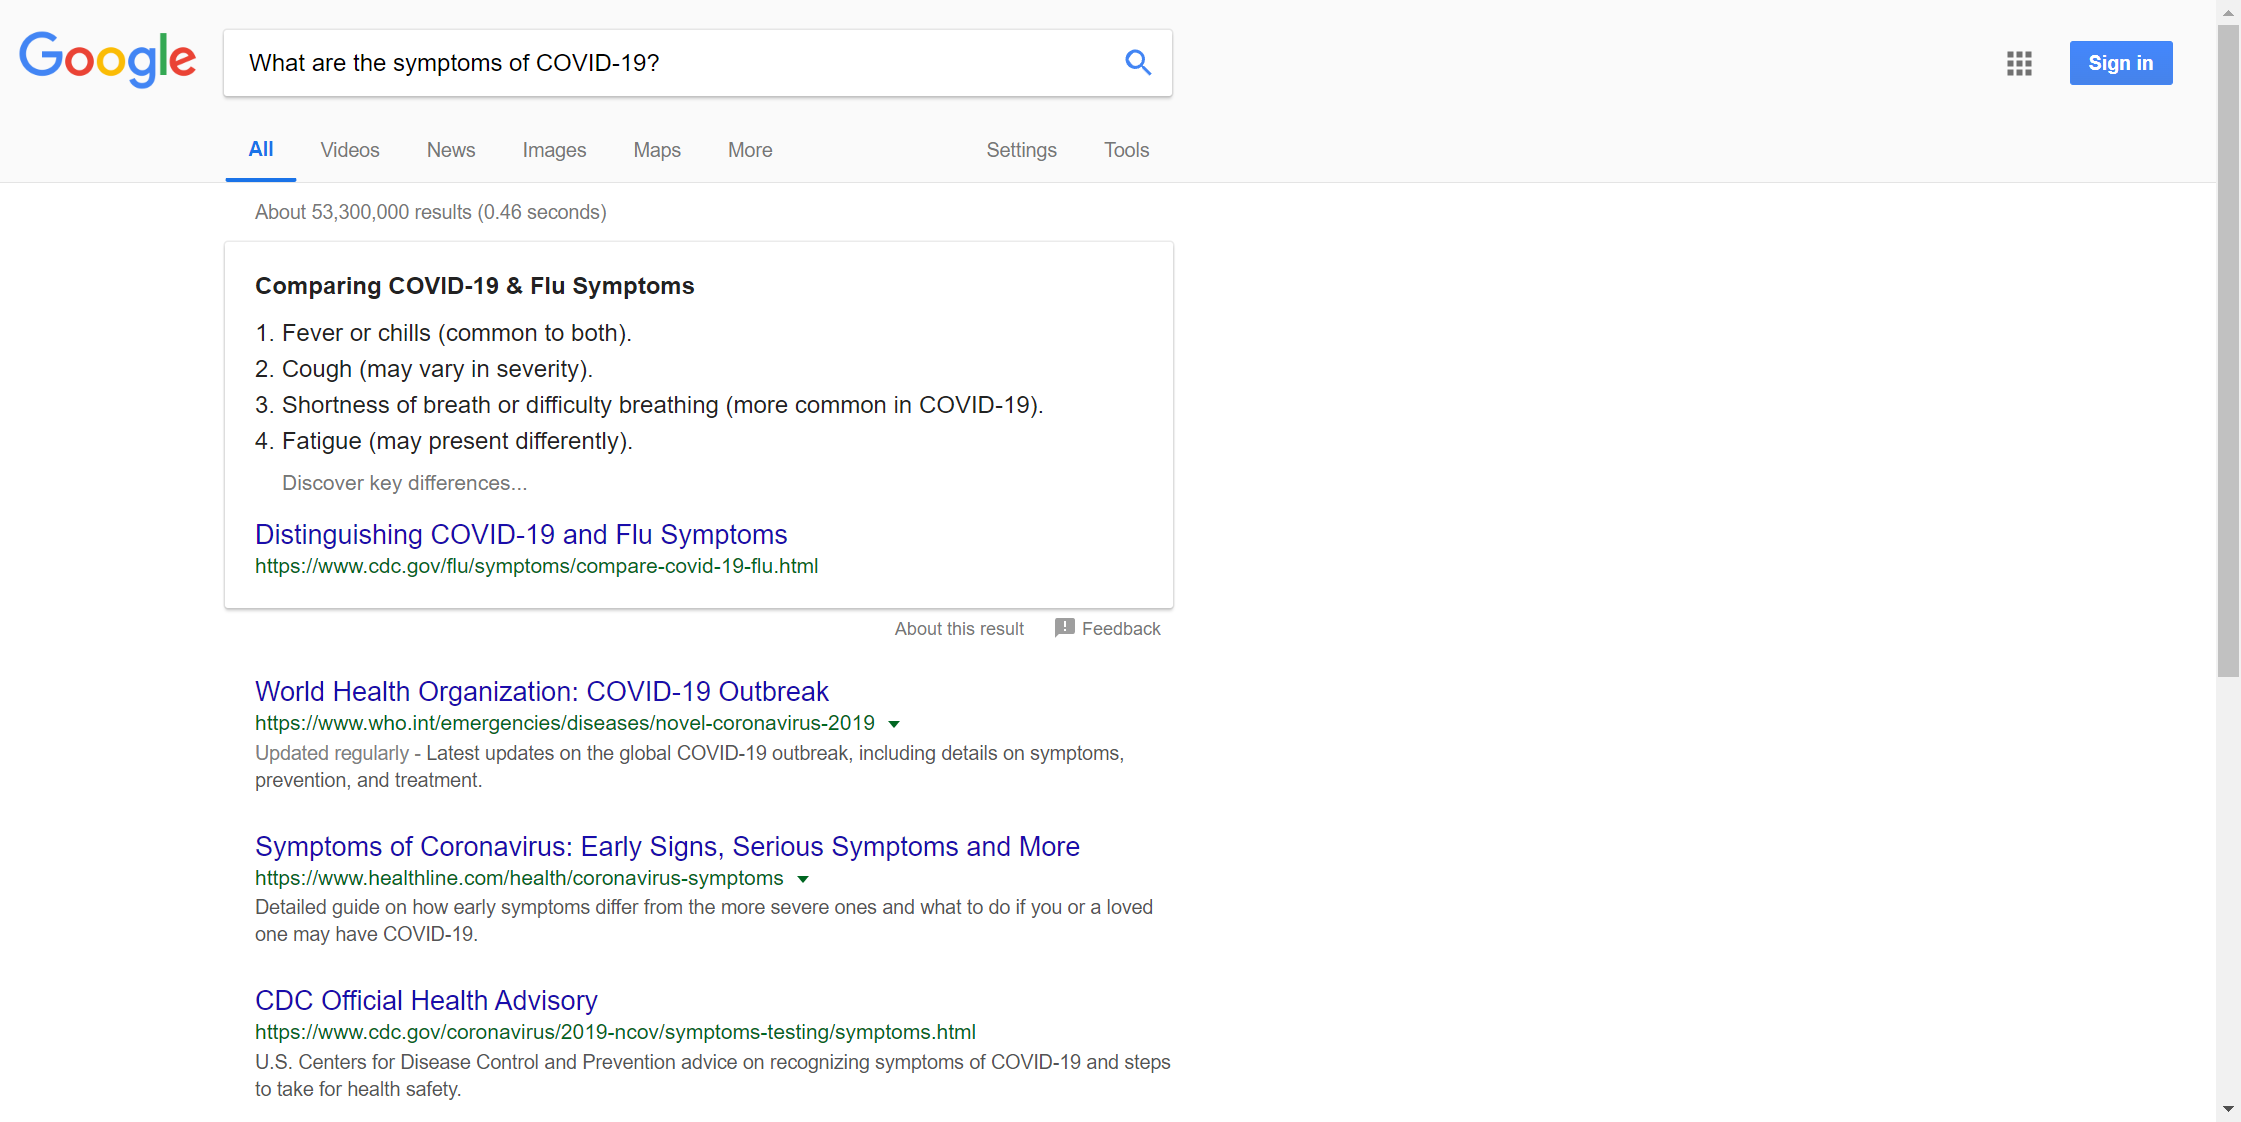 Google
What are the symptoms of COVID-19?
Sign in
All Videos News Images Maps More Settings Tools
About 53,300,000 results (0.46 seconds)
Comparing COVID-19 & Flu Symptoms
1. Fever or chills (common to both).
2. Cough (may vary in severity).
3. Shortness of breath or difficulty breathing (more common in COVID-19).
4. Fatigue (may present differently).
Discover key differences...
Distinguishing COVID-19 and Flu Symptoms
https://www.cdc.gov/flu/symptoms/compare-covid-19-flu.html
About this result Feedback
World Health Organization: COVID-19 Outbreak
https://www.who.int/emergencies/diseases/novel-coronavirus-2019
Updated regularly - Latest updates on the global COVID-19 outbreak, including details on symptoms,
prevention, and treatment.
Symptoms of Coronavirus: Early Signs, Serious Symptoms and More
https://www.healthline.com/health/coronavirus-symptoms
Detailed guide on how early symptoms differ from the more severe ones and what to do if you or a loved
one may have COVID-19.
CDC Official Health Advisory
https://www.cdc.gov/coronavirus/2019-ncov/symptoms-testing/symptoms.html
U.S. Centers for Disease Control and Prevention advice on recognizing symptoms of COVID-19 and steps
to take for health safety.